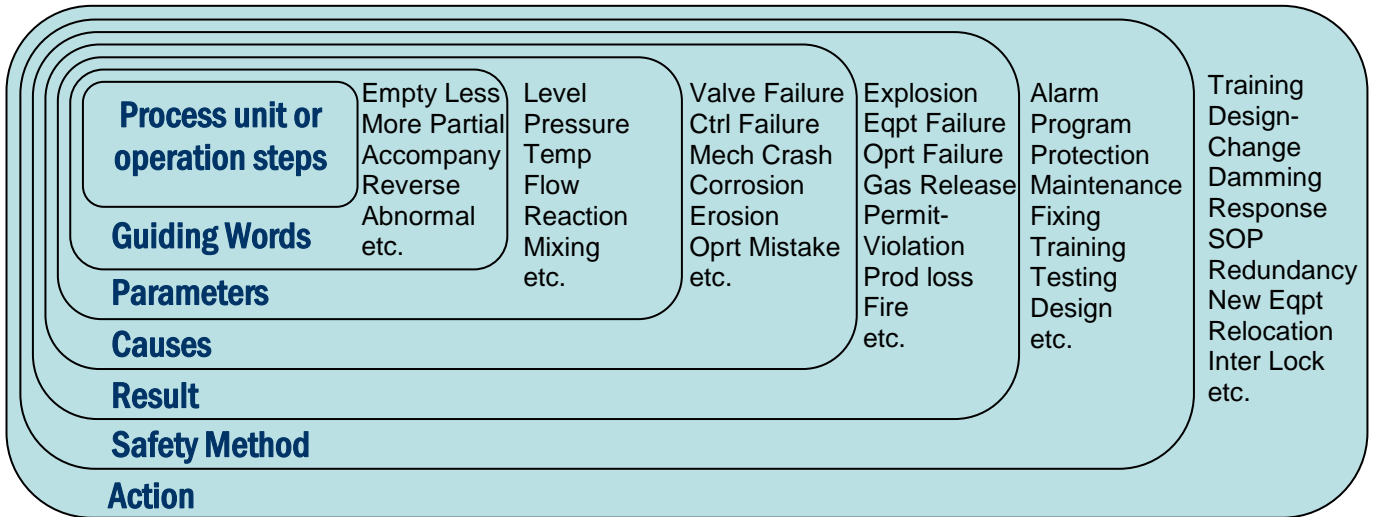 Process unit or
operation steps
Guiding Words
Parameters
Causes
Result
Safety Method
Action
Empty Less
More Partial
Accompany
Reverse
Abnormal
etc.
Level
Pressure
Temp
Flow
Reaction
Mixing
etc.
Valve Failure
Ctrl Failure
Mech Crash
Corrosion
Erosion
Oprt Mistake
etc.
Explosion
Eqpt Failure
Oprt Failure
Gas Release
Permit-
Violation
Prod loss
Fire
etc.
Alarm
Program
Protection
Maintenance
Fixing
Training
Testing
Design
etc.
Training
Design-
Change
Damming
Response
SOP
Redundancy
New Eqpt
Relocation
Inter Lock
etc.